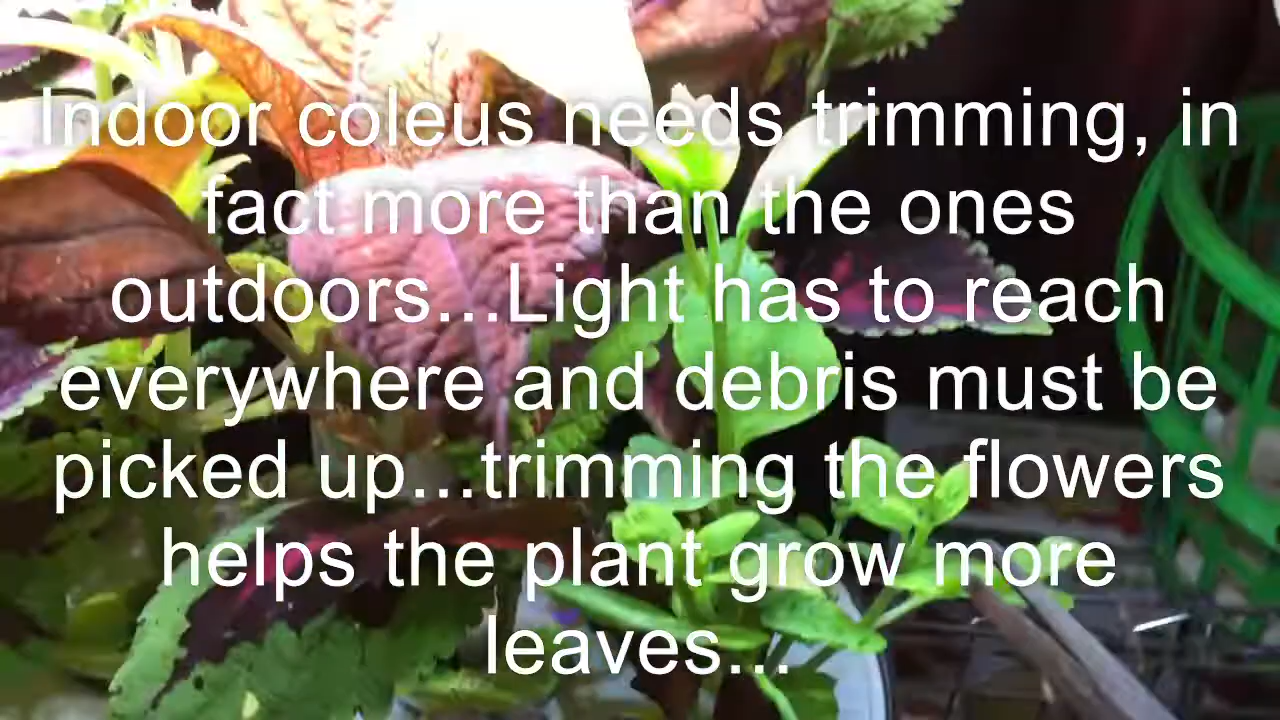 Indoor coleus needs trimming, in
fact more than the ones
outdoors...Light has to reach
everywhere and debris must be
picked up...trimming the flowers
helps the plant grow more
leaves...